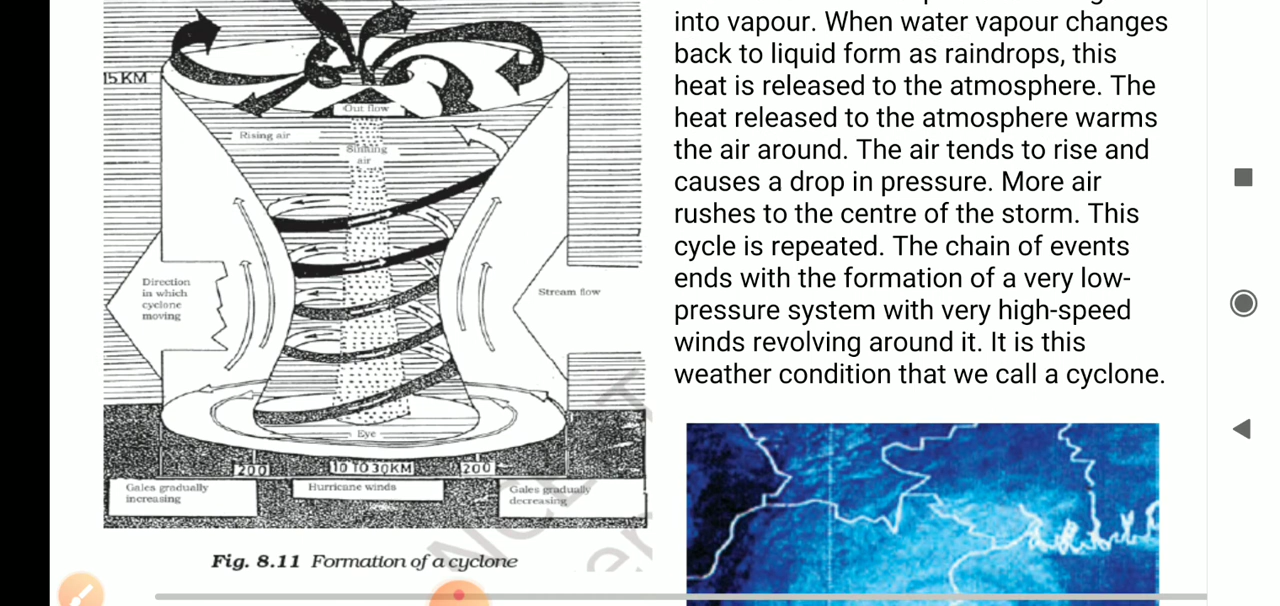 15 KM
Out flow
Rising air
Sinking
air
Direction
in which
cyclone
moving
Stream flow
Eye
200
10 TO 30KM
200
Gales gradually
increasing
Hurricane winds
Gales gradually
decreasing
Fig. 8.11 Formation of a cyclone
into vapour. When water vapour changes
back to liquid form as raindrops, this
heat is released to the atmosphere. The
heat released to the atmosphere warms
the air around. The air tends to rise and
causes a drop in pressure. More air
rushes to the centre of the storm. This
cycle is repeated. The chain of events
ends with the formation of a very low-
pressure system with very high-speed
winds revolving around it. It is this
weather condition that we call a cyclone.